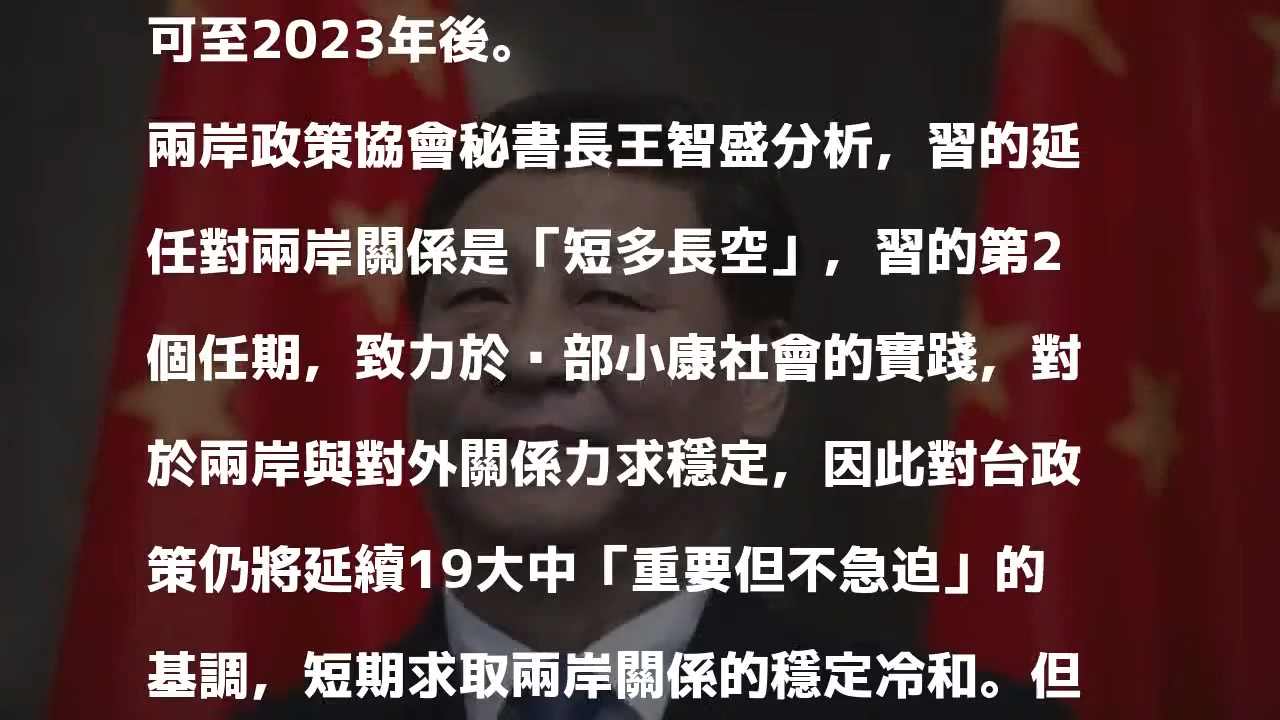 可至2023年後。
兩岸政策協會秘書長王智盛分析，習的延
任對兩岸關係是「短多長空」，習的第2
個任期，致力於▪部小康社會的實踐，對
於兩岸與對外關係力求穩定，因此對台政
策仍將延續19大中「重要但不急迫」的
基調，短期求取兩岸關係的穩定冷和。但